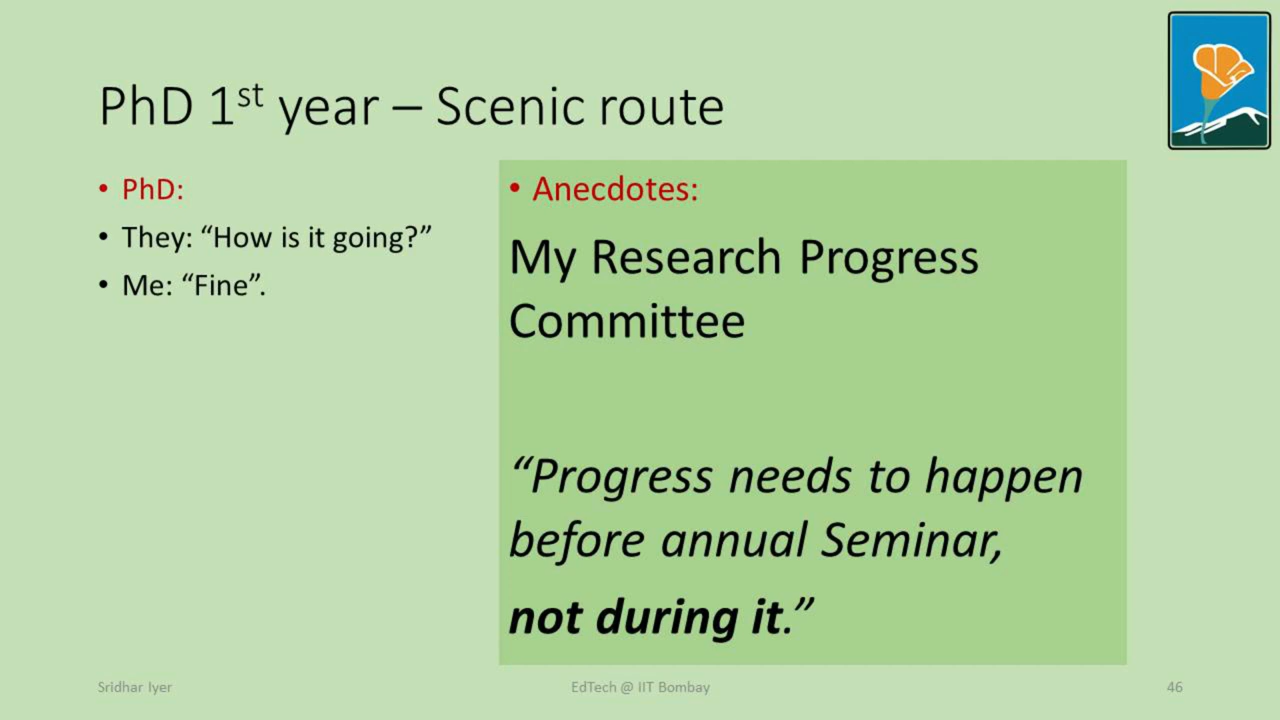 PhD 1st year – Scenic route
• PhD:
• They: “How is it going?”
• Me: “Fine”.
• Anecdotes:
My Research Progress
Committee
“Progress needs to happen
before annual Seminar,
not during it.”
Sridhar Iyer
EdTech @ IIT Bombay
46